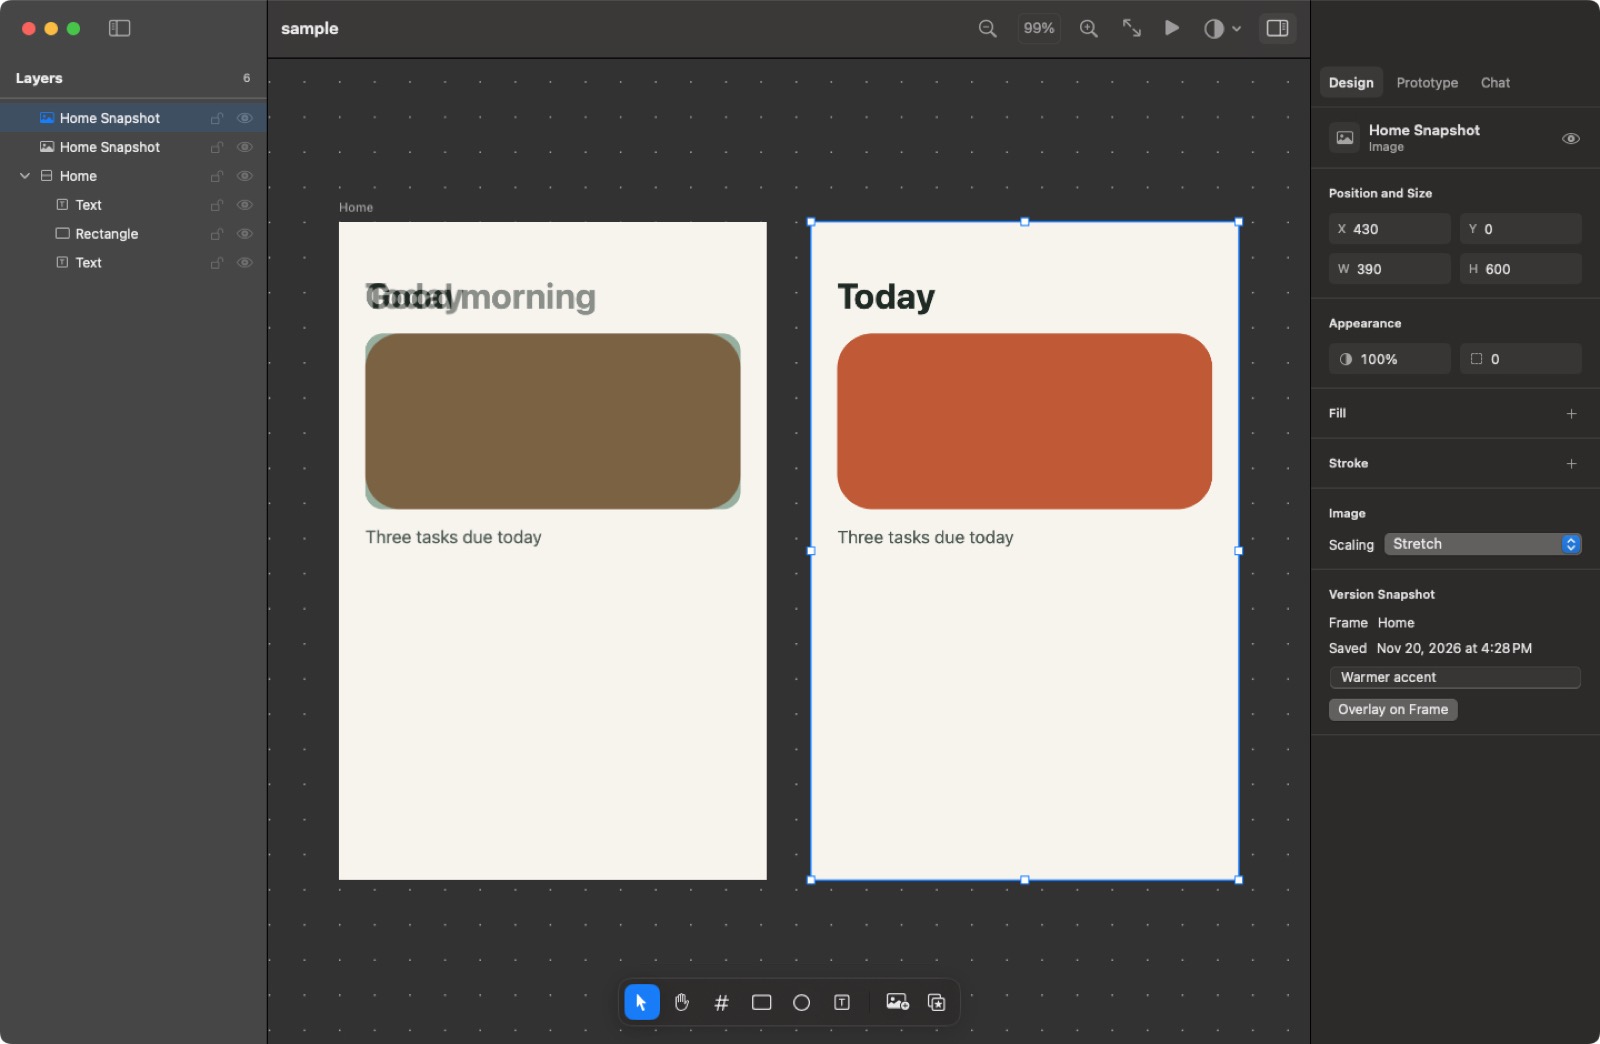 sample
99%
Layers
6
Home Snapshot
Home Snapshot
Home
Text
Rectangle
Text
Home
Today
Good morning
Three tasks due today
Today
Three tasks due today
Design
Prototype
Chat
Home Snapshot
Image
Position and Size
X 430
Y 0
W 390
H 600
Appearance
100%
0
Fill
Stroke
Image
Scaling Stretch
Version Snapshot
Frame Home
Saved Nov 20, 2026 at 4:28 PM
Warmer accent
Overlay on Frame